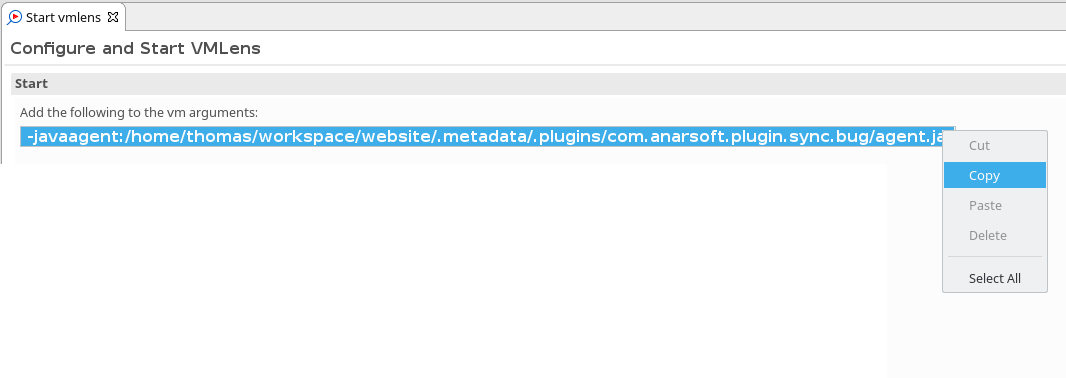 Start vmlens
Configure and Start VMLens
Start
Add the following to the vm arguments:
-javaagent:/home/thomas/workspace/website/.metadata/.plugins/com.anarsoft.plugin.sync.bug/agent.ja
Cut
Copy
Paste
Delete
Select All